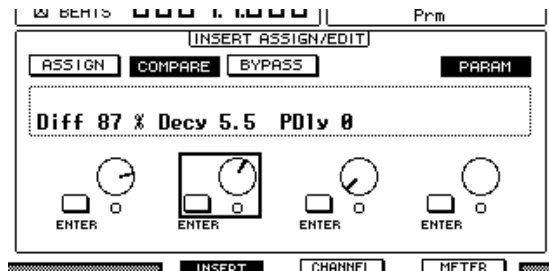 BEATS
Prm
INSERT ASSIGN/EDIT
ASSIGN COMPARE BYPASS PARAM
Diff 87 % Decy 5.5 PDly 0
ENTER ENTER ENTER ENTER
INSERT CHANNEL METER